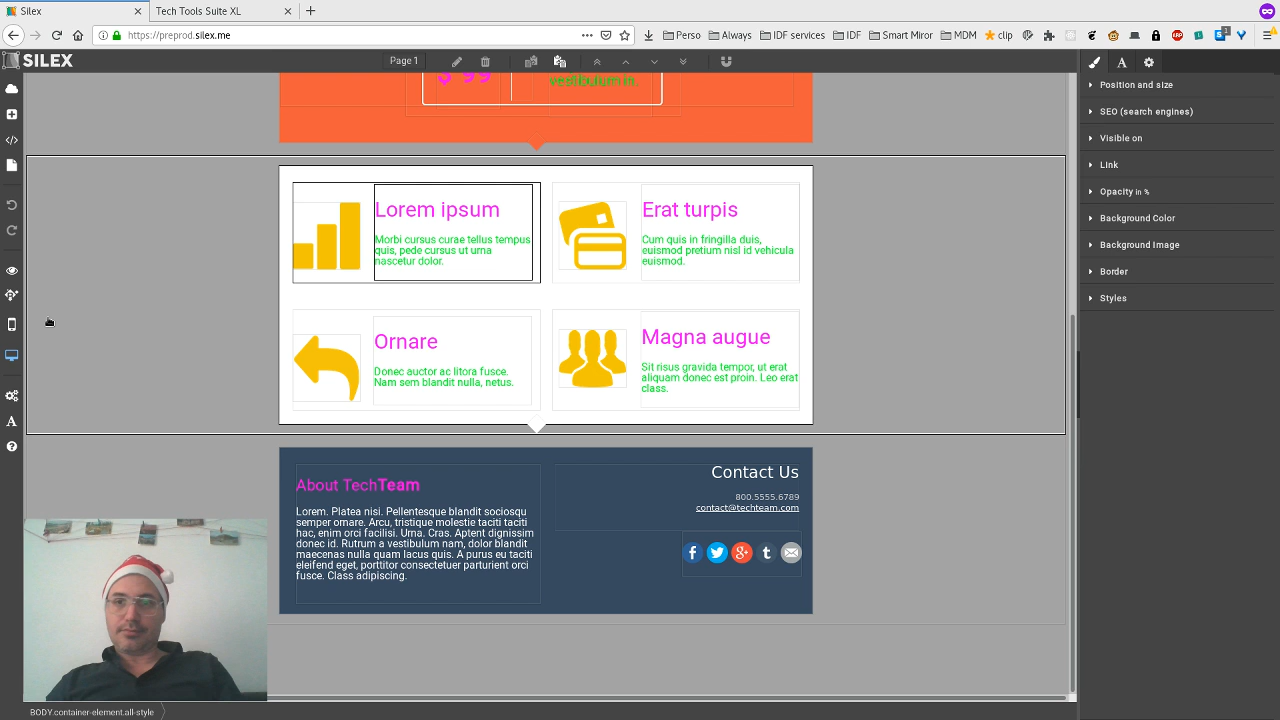 Silex
Tech Tools Suite XL
https://preprod.silex.me
Perso
Always
IDF services
IDF
Smart Miror
MDM
clip
SILEX
Page 1
$ 99
vestibulum in.
Lorem ipsum
Morbi cursus curae tellus tempus
quis, pede cursus ut urna
nascetur dolor.
Erat turpis
Cum quis in fringilla duis,
euismod pretium nisl id vehicula
euismod.
Ornare
Donec auctor ac litora fusce.
Nam sem blandit nulla, netus.
Magna augue
Sit risus gravida tempor, ut erat
aliquam donec est proin. Leo erat
class.
About TechTeam
Lorem. Platea nisi. Pellentesque blandit sociosqu
semper ornare. Arcu, tristique molestie taciti taciti
hac, enim orci facilisi. Urna. Cras. Aptent dignissim
donec id. Rutrum a vestibulum nam, dolor blandit
maecenas nulla quam lacus quis. A purus eu taciti
eleifend eget, porttitor consectetuer parturient orci
fusce. Class adipiscing.
Contact Us
800.5555.6789
contact@techteam.com
Position and size
SEO (search engines)
Visible on
Link
Opacity in %
Background Color
Background Image
Border
Styles
BODY.container-element.all-style